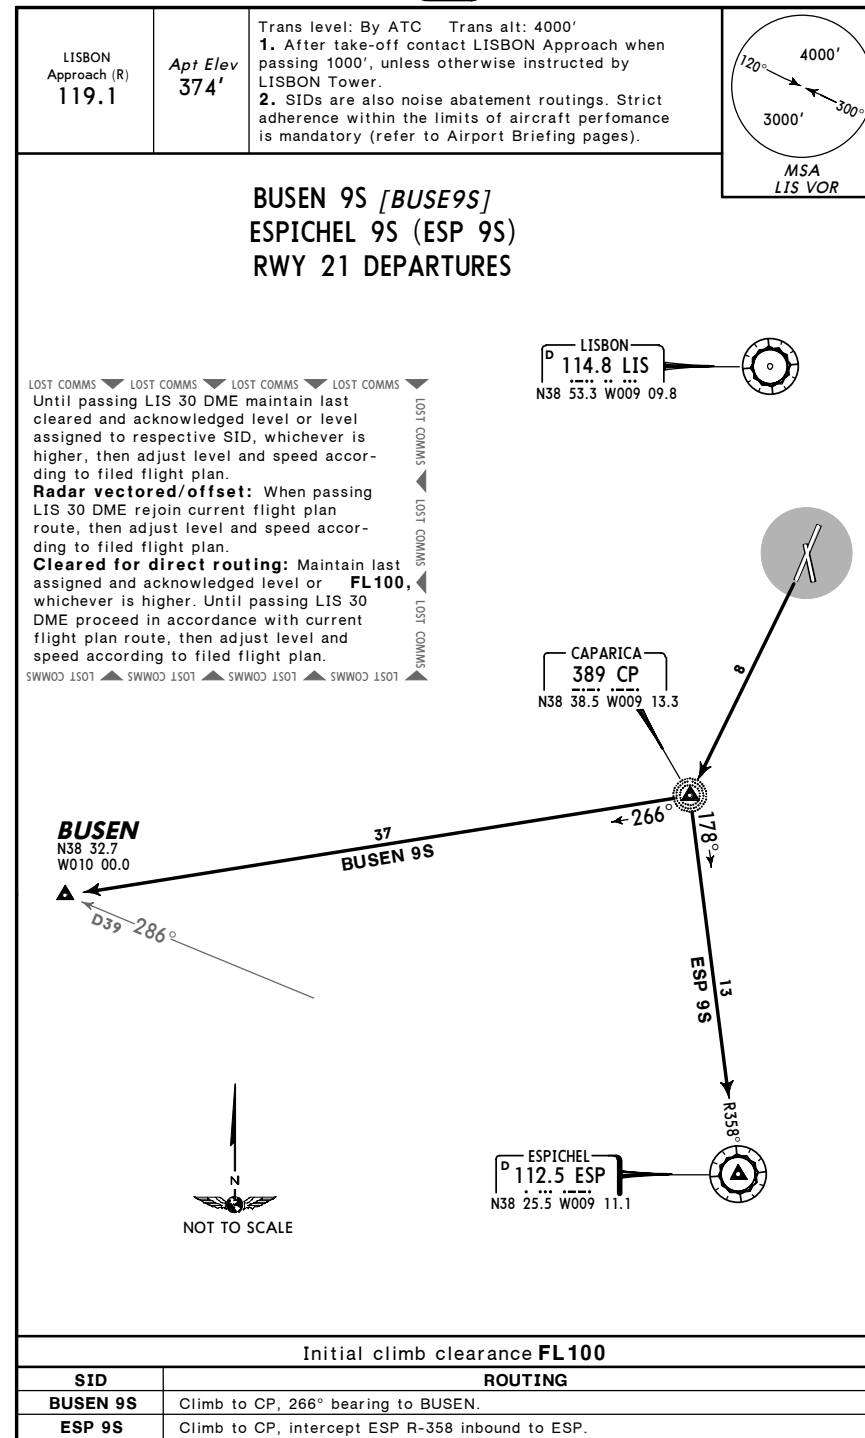 LISBON
Approach (R)
119.1
Apt Elev
374'
Trans level: By ATC Trans alt: 4000'
1. After take-off contact LISBON Approach when
passing 1000', unless otherwise instructed by
LISBON Tower.
2. SIDs are also noise abatement routings. Strict
adherence within the limits of aircraft perfomance
is mandatory (refer to Airport Briefing pages).
120°
4000'
3000'
300°
MSA
LIS VOR
BUSEN 9S [BUSE9S]
ESPICHEL 9S (ESP 9S)
RWY 21 DEPARTURES
LISBON
D 114.8 LIS
N38 53.3 W009 09.8
LOST COMMS LOST COMMS LOST COMMS LOST COMMS
Until passing LIS 30 DME maintain last
cleared and acknowledged level or level
assigned to respective SID, whichever is
higher, then adjust level and speed accor-
ding to filed flight plan.
Radar vectored/offset: When passing
LIS 30 DME rejoin current flight plan
route, then adjust level and speed accor-
ding to filed flight plan.
Cleared for direct routing: Maintain last
assigned and acknowledged level or FL100,
whichever is higher. Until passing LIS 30
DME proceed in accordance with current
flight plan route, then adjust level and
speed according to filed flight plan.
LOST COMMS LOST COMMS LOST COMMS
LOST COMMS LOST COMMS LOST COMMS LOST COMMS
8
CAPARICA
389 CP
N38 38.5 W009 13.3
266°
178°
37
BUSEN 9S
BUSEN
N38 32.7
W010 00.0
D39 286°
13
ESP 9S
R358°
ESPICHEL
D 112.5 ESP
N38 25.5 W009 11.1
N
NOT TO SCALE
Initial climb clearance FL100
SID ROUTING
BUSEN 9S Climb to CP, 266° bearing to BUSEN.
ESP 9S Climb to CP, intercept ESP R-358 inbound to ESP.